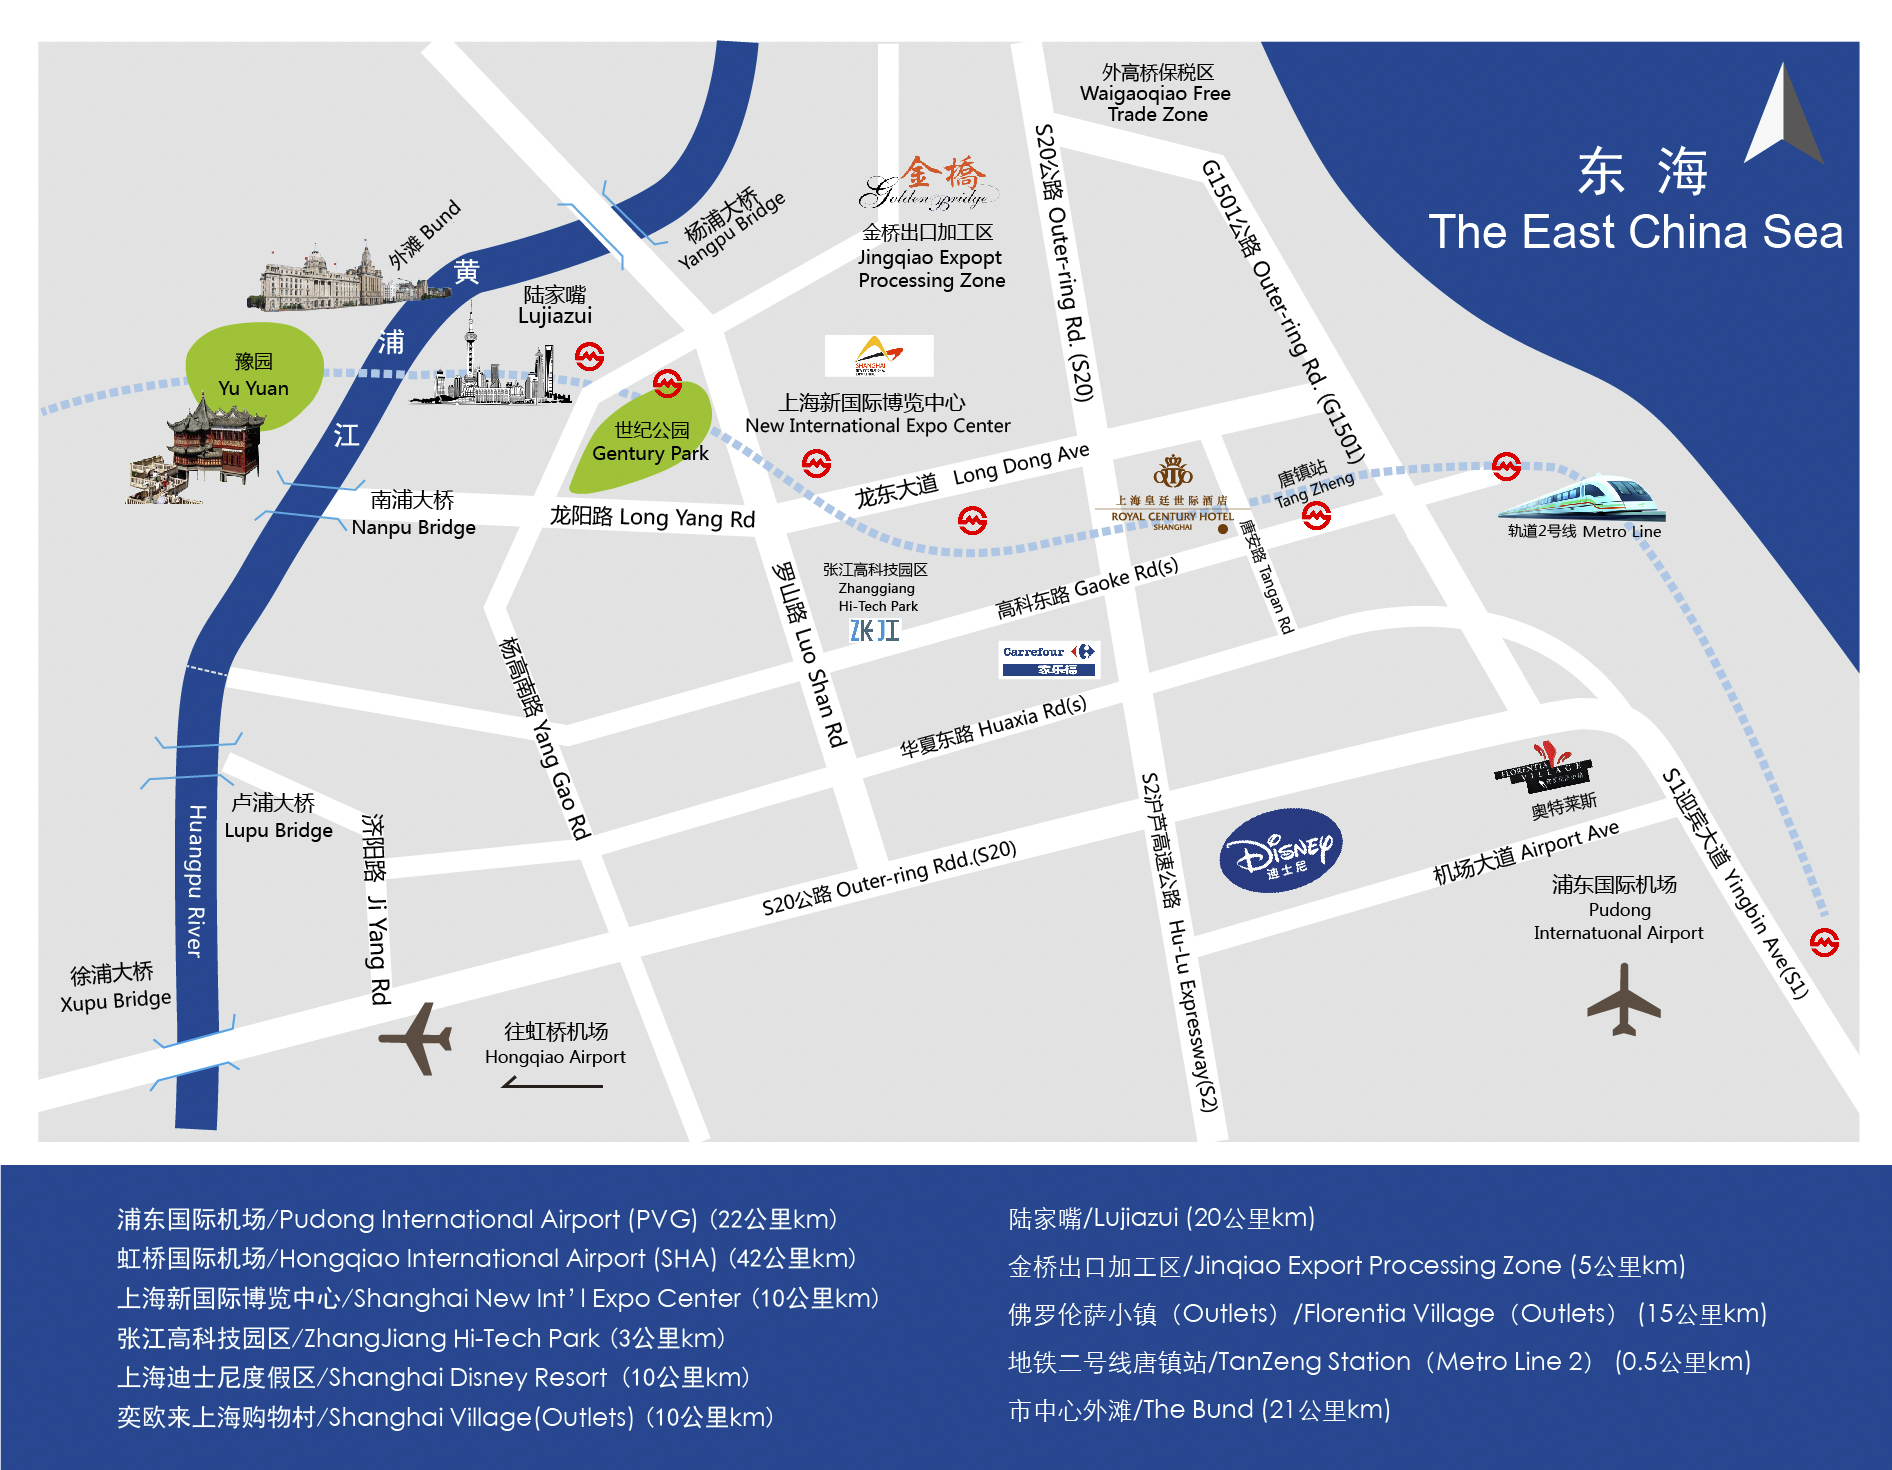 外高桥保税区
Waigaoqiao Free
Trade Zone
东 海
The East China Sea
S20公路 Outer-ring Rd. (S20)
G1501公路 Outer-ring Rd. (G1501)
金橋
Golden Bridge
金桥出口加工区
Jingqiao Expopt
Processing Zone
杨浦大桥
Yangpu Bridge
外滩 Bund
黄
浦
江
陆家嘴
Lujiazui
豫园
Yu Yuan
SHANGHAI
上海新国际博览中心
New International Expo Center
世纪公园
Gentury Park
龙东大道 Long Dong Ave
上海皇廷世际酒店
ROYAL CENTURY HOTEL
SHANGHAI
唐镇站
Tang Zheng
南浦大桥
Nanpu Bridge
龙阳路 Long Yang Rd
轨道2号线 Metro Line
唐安路 Tangan Rd
张江高科技园区
Zhanggiang
Hi-Tech Park
ZKJI
高科东路 Gaoke Rd(s)
罗山路 Luo Shan Rd
Carrefour
家乐福
杨高南路 Yang Gao Rd
华夏东路 Huaxia Rd(s)
FLORENTIA
VILLAGE
奥特莱斯
S1迎宾大道 Yingbin Ave(S1)
S2沪芦高速公路 Hu-Lu Expressway(S2)
Disney
迪士尼
机场大道 Airport Ave
卢浦大桥
Lupu Bridge
Huangpu River
济阳路 Ji Yang Rd
S20公路 Outer-ring Rdd.(S20)
浦东国际机场
Pudong
Internatuonal Airport
徐浦大桥
Xupu Bridge
往虹桥机场
Hongqiao Airport
浦东国际机场/Pudong International Airport (PVG)（22公里km）
虹桥国际机场/Hongqiao International Airport (SHA)（42公里km）
上海新国际博览中心/Shanghai New Int’l Expo Center（10公里km）
张江高科技园区/ZhangJiang Hi-Tech Park（3公里km）
上海迪士尼度假区/Shanghai Disney Resort（10公里km）
奕欧来上海购物村/Shanghai Village(Outlets)（10公里km）
陆家嘴/Lujiazui (20公里km)
金桥出口加工区/Jinqiao Export Processing Zone (5公里km)
佛罗伦萨小镇（Outlets）/Florentia Village（Outlets） (15公里km)
地铁二号线唐镇站/TanZeng Station（Metro Line 2） (0.5公里km)
市中心外滩/The Bund (21公里km)